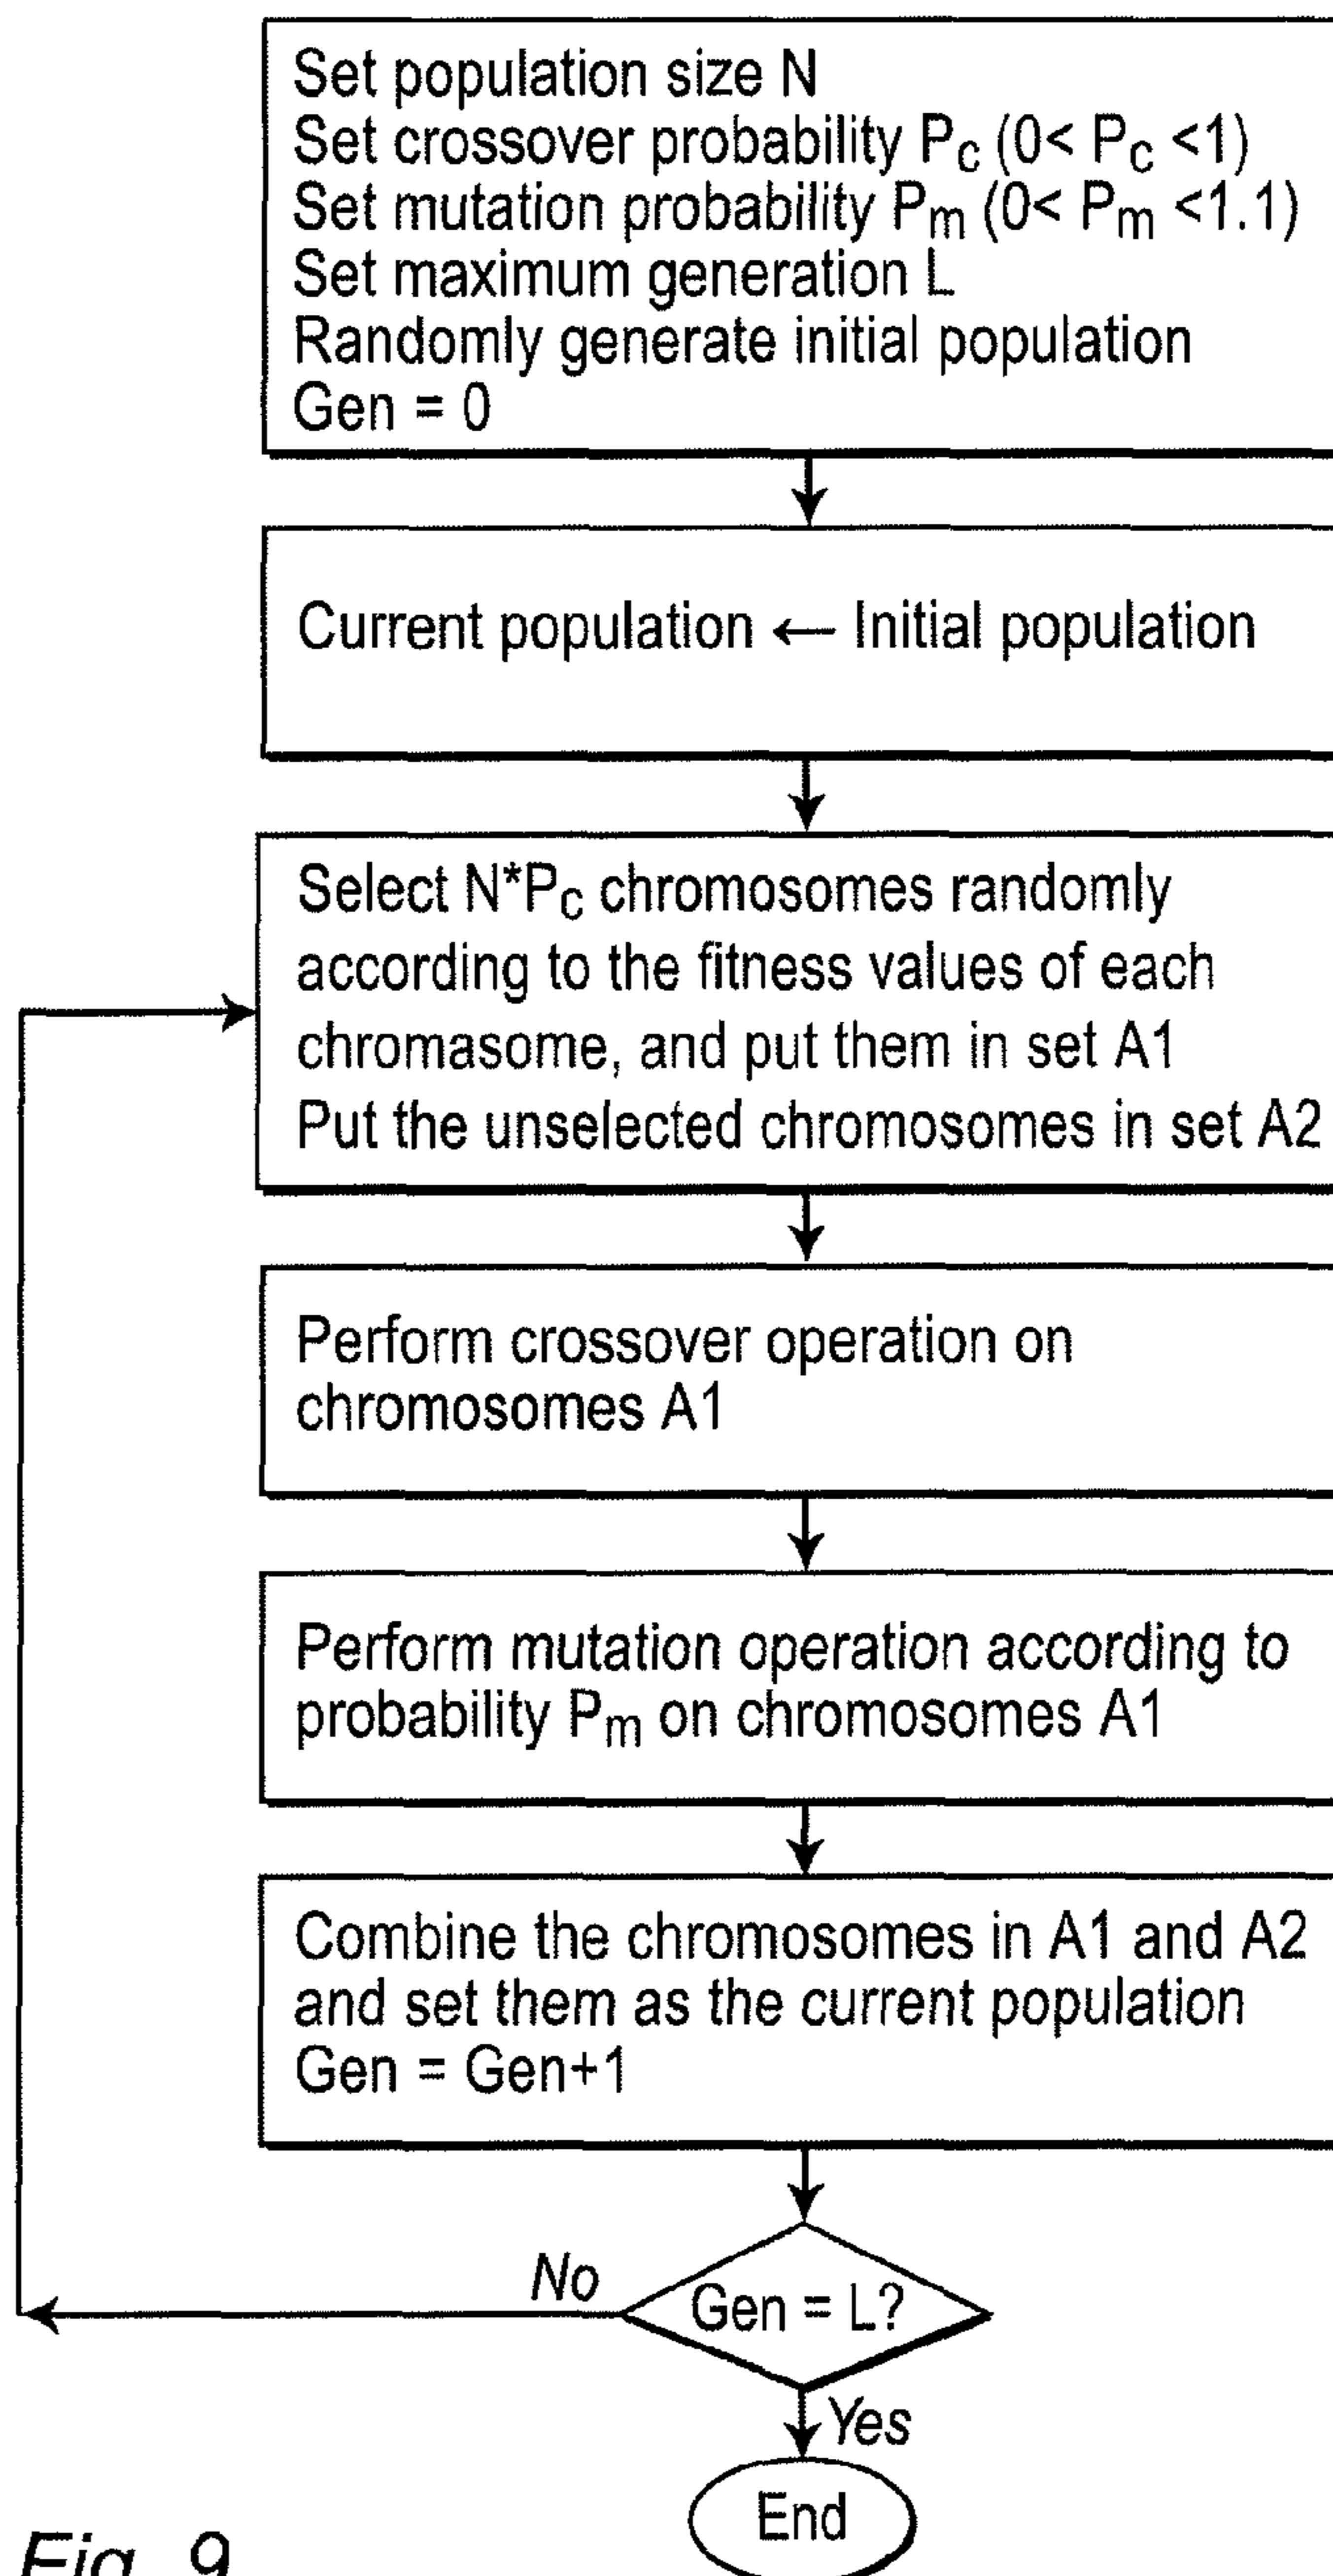 Set population size N
Set crossover probability Pc (0< Pc <1)
Set mutation probability Pm (0< Pm <1.1)
Set maximum generation L
Randomly generate initial population
Gen = 0
Current population ← Initial population
Select N*Pc chromosomes randomly
according to the fitness values of each
chromasome, and put them in set A1
Put the unselected chromosomes in set A2
Perform crossover operation on
chromosomes A1
Perform mutation operation according to
probability Pm on chromosomes A1
Combine the chromosomes in A1 and A2
and set them as the current population
Gen = Gen+1
No
Gen = L?
Yes
End
Fig. 9